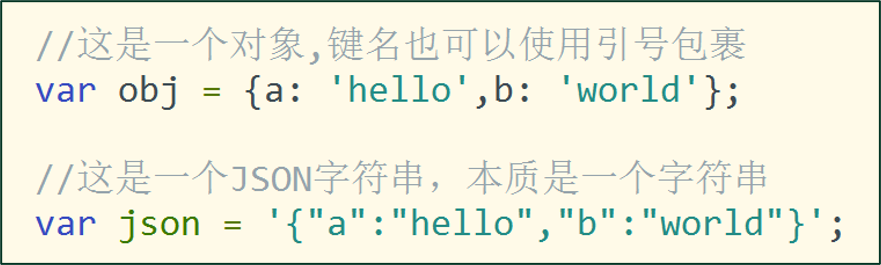 //这是一个对象,键名也可以使用引号包裹
var obj = {a: 'hello',b: 'world'};
//这是一个JSON字符串，本质是一个字符串
var json = '{"a":"hello","b":"world"}';